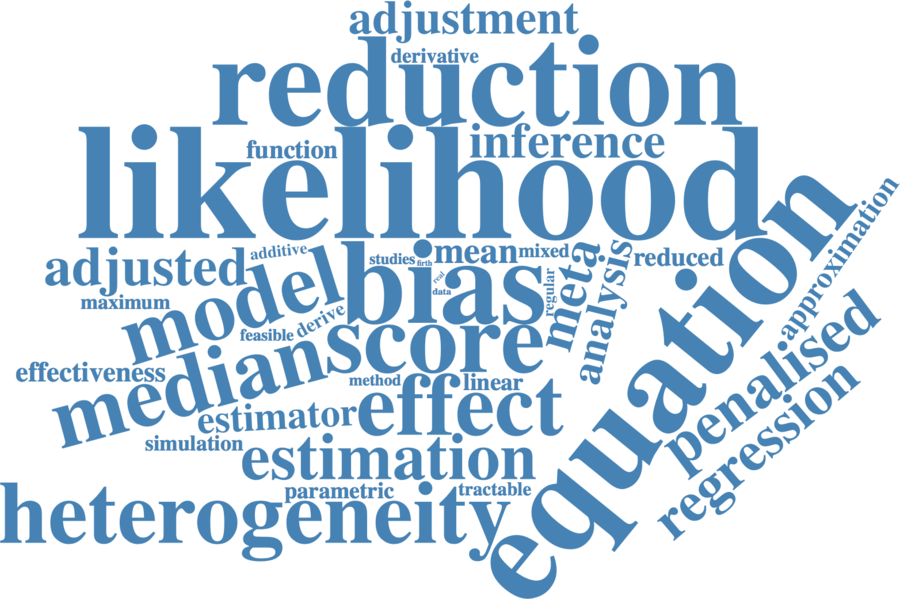 adjustment
derivative
reduction
function
inference
likelihood
adjusted
additive
studies
firth
mean
mixed
reduced
approximation
maximum
model
bias
real
data
regular
meta
analysis
equation
feasible
derive
score
effectiveness
median
method
linear
penalised
estimator
effect
regression
simulation
estimation
parametric
tractable
heterogeneity